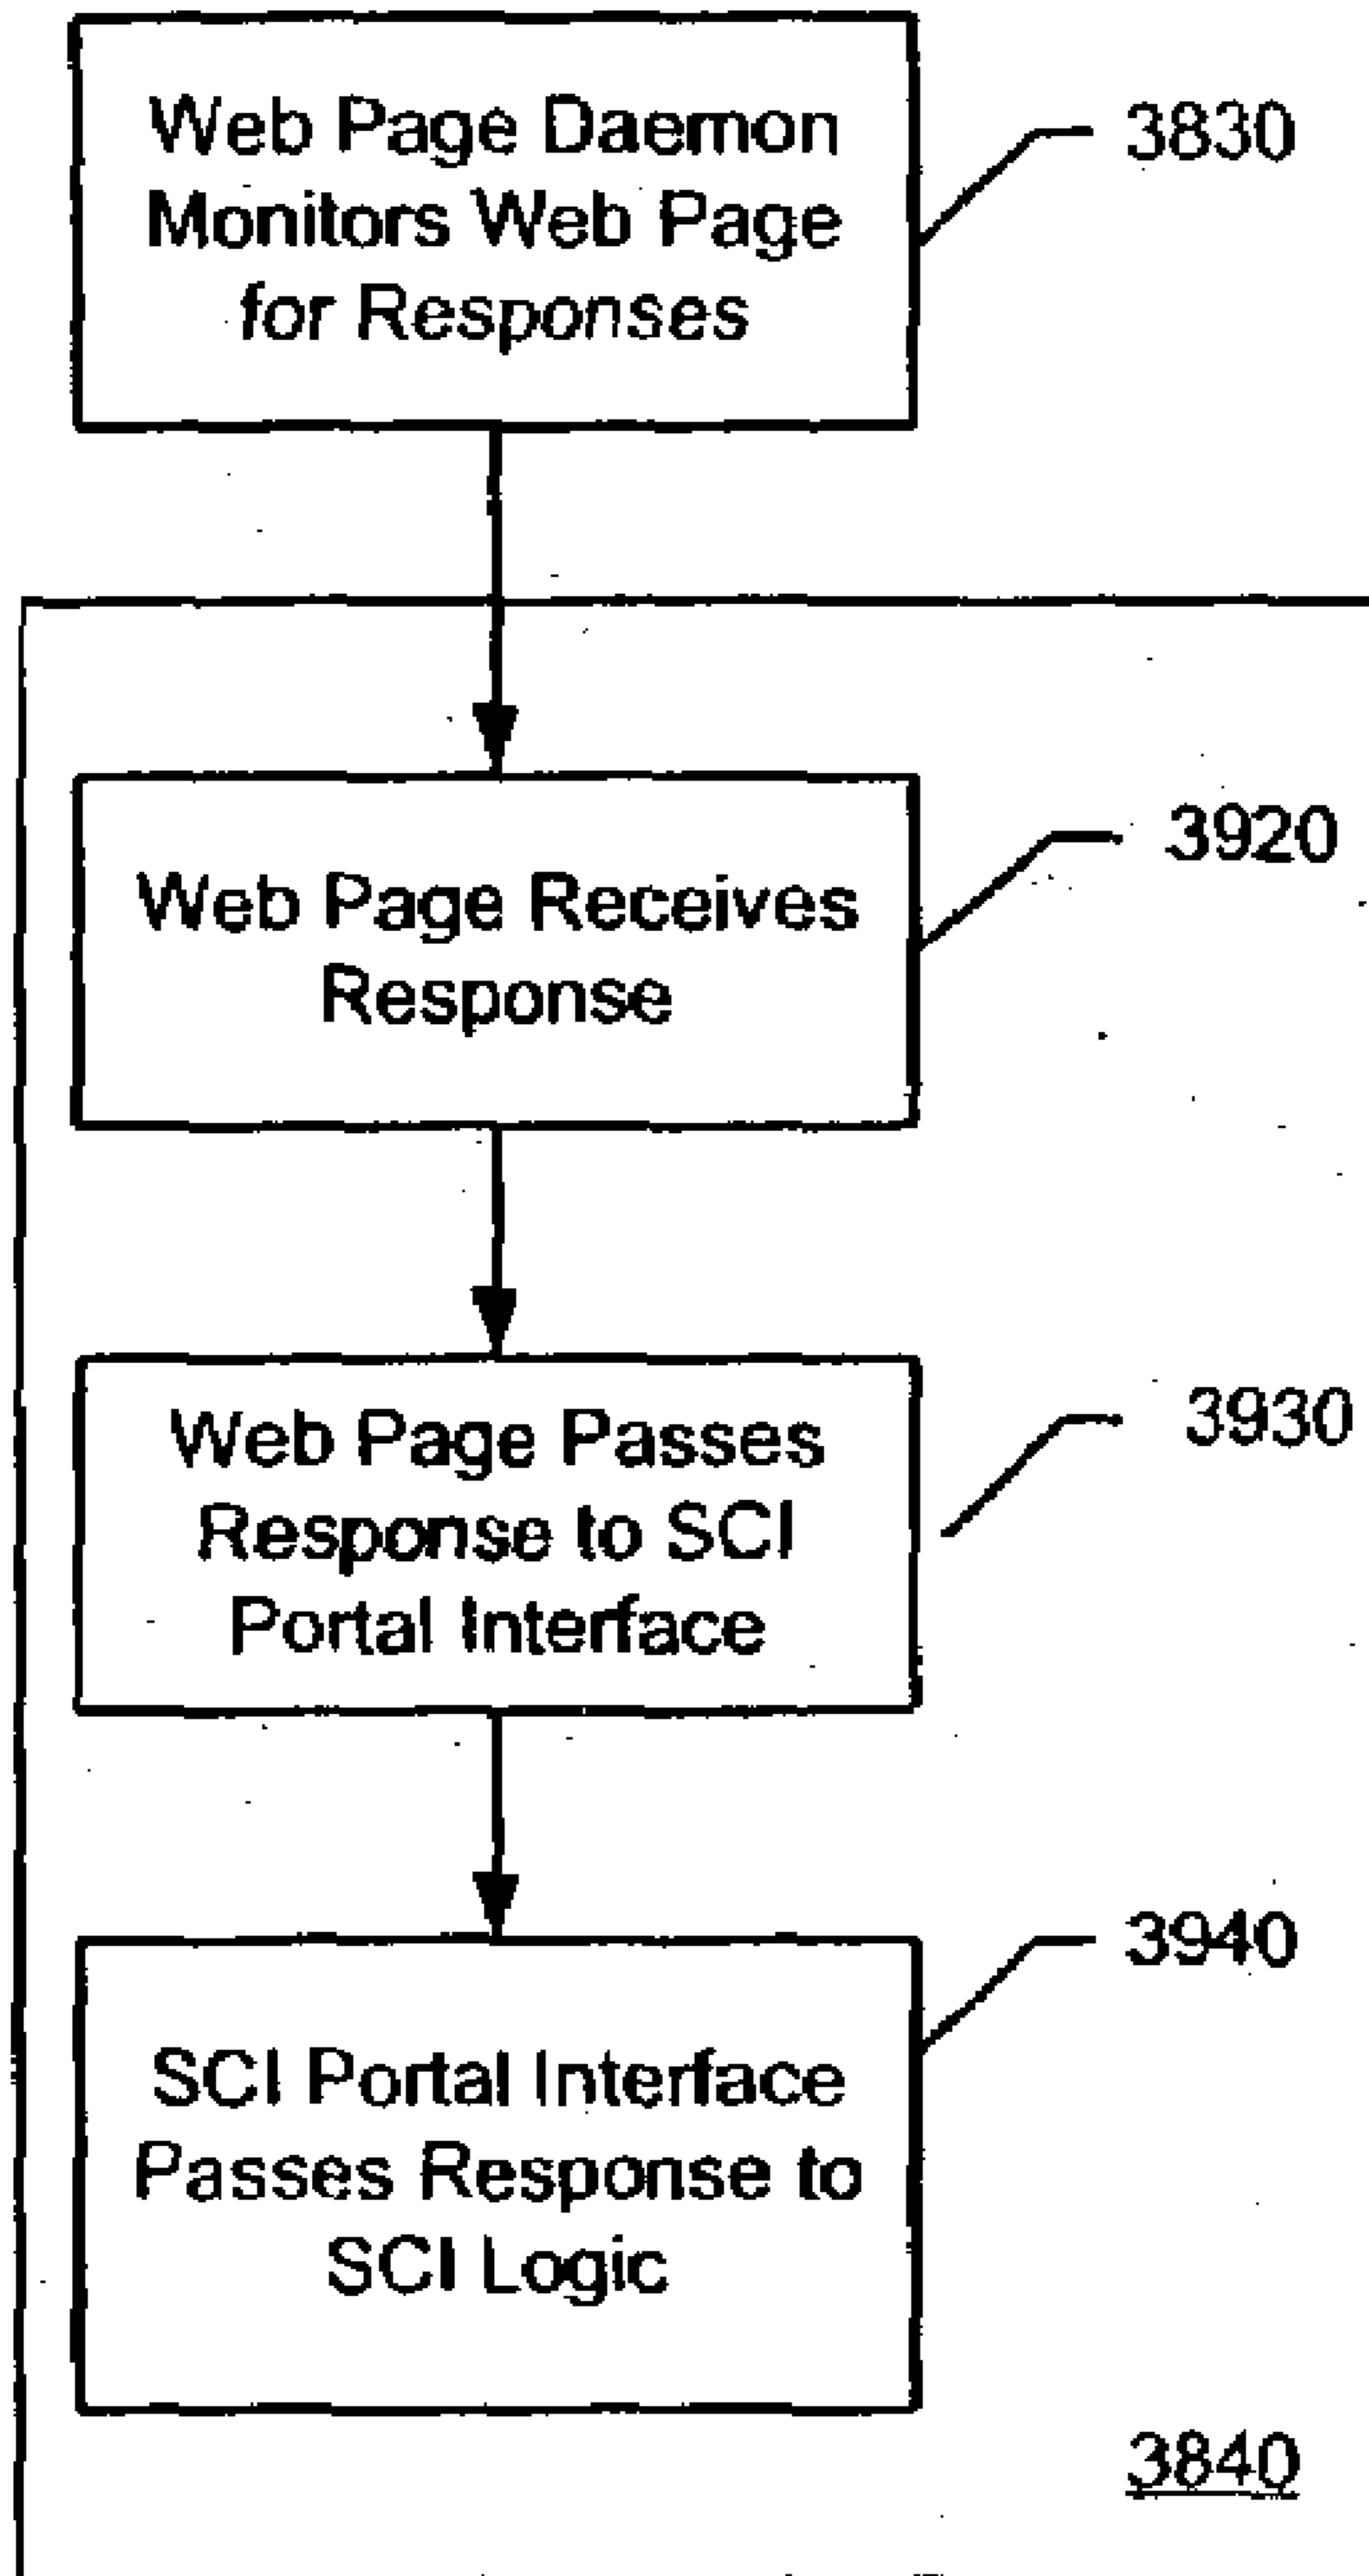 Web Page Daemon
Monitors Web Page
for Responses
3830
Web Page Receives
Response
3920
Web Page Passes
Response to SCI
Portal Interface
3930
SCI Portal Interface
Passes Response to
SCI Logic
3940
3840